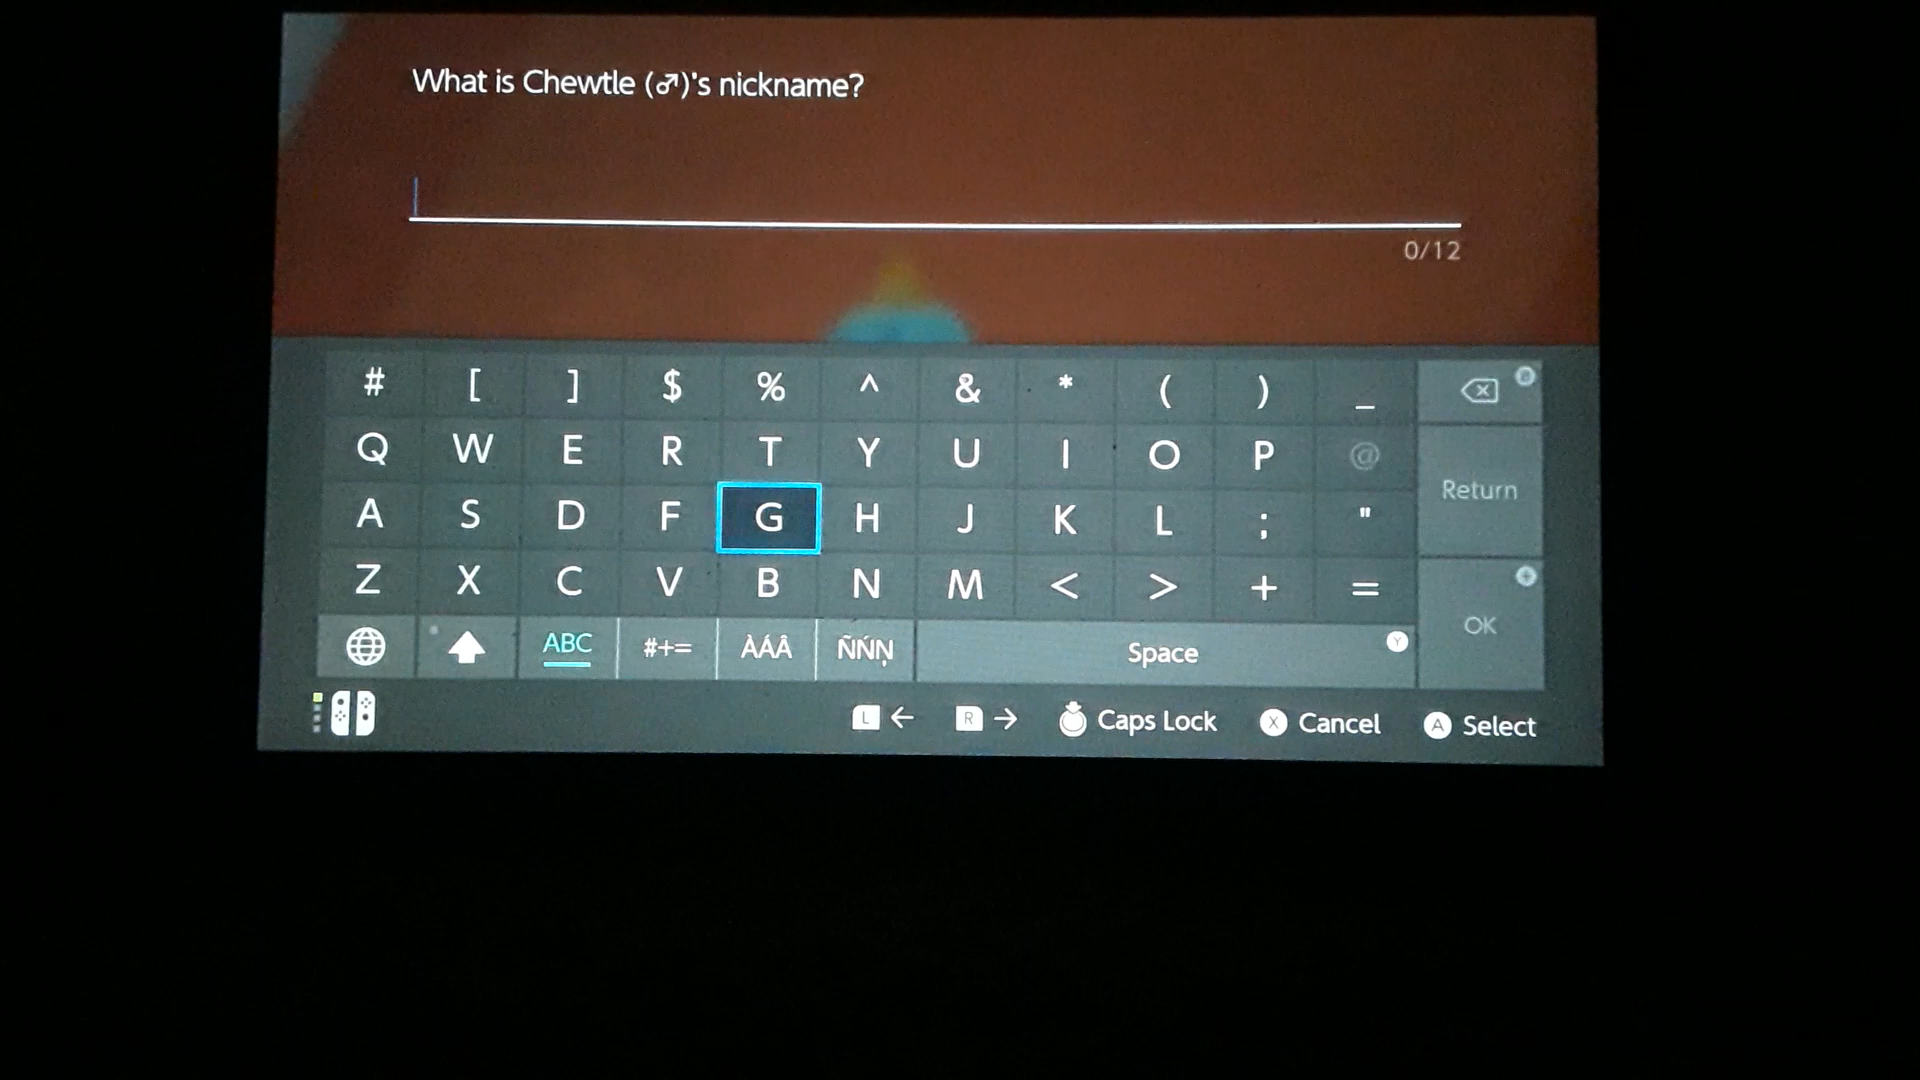 What is Chewtle (♂)'s nickname?
0/12
# [ ] $ % ^ & * ( ) _
Q W E R T Y U I O P @
Return
A S D F G H J K L ; "
Z X C V B N M < > + =
OK
ABC #+= ÀÁÂ ÑŃŅ Space Y
L ← R → Caps Lock X Cancel A Select